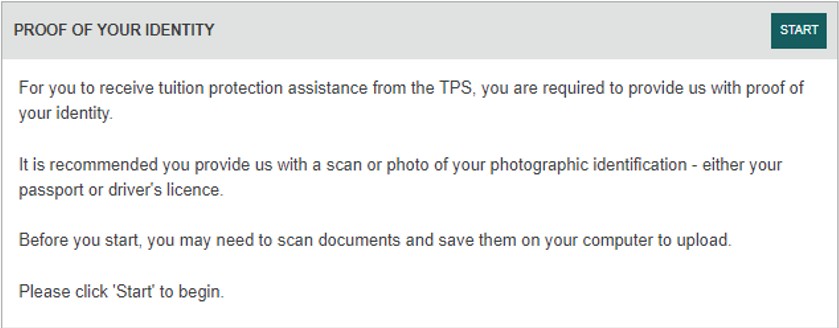 PROOF OF YOUR IDENTITY
START
For you to receive tuition protection assistance from the TPS, you are required to provide us with proof of
your identity.
It is recommended you provide us with a scan or photo of your photographic identification - either your
passport or driver's licence.
Before you start, you may need to scan documents and save them on your computer to upload.
Please click 'Start' to begin.